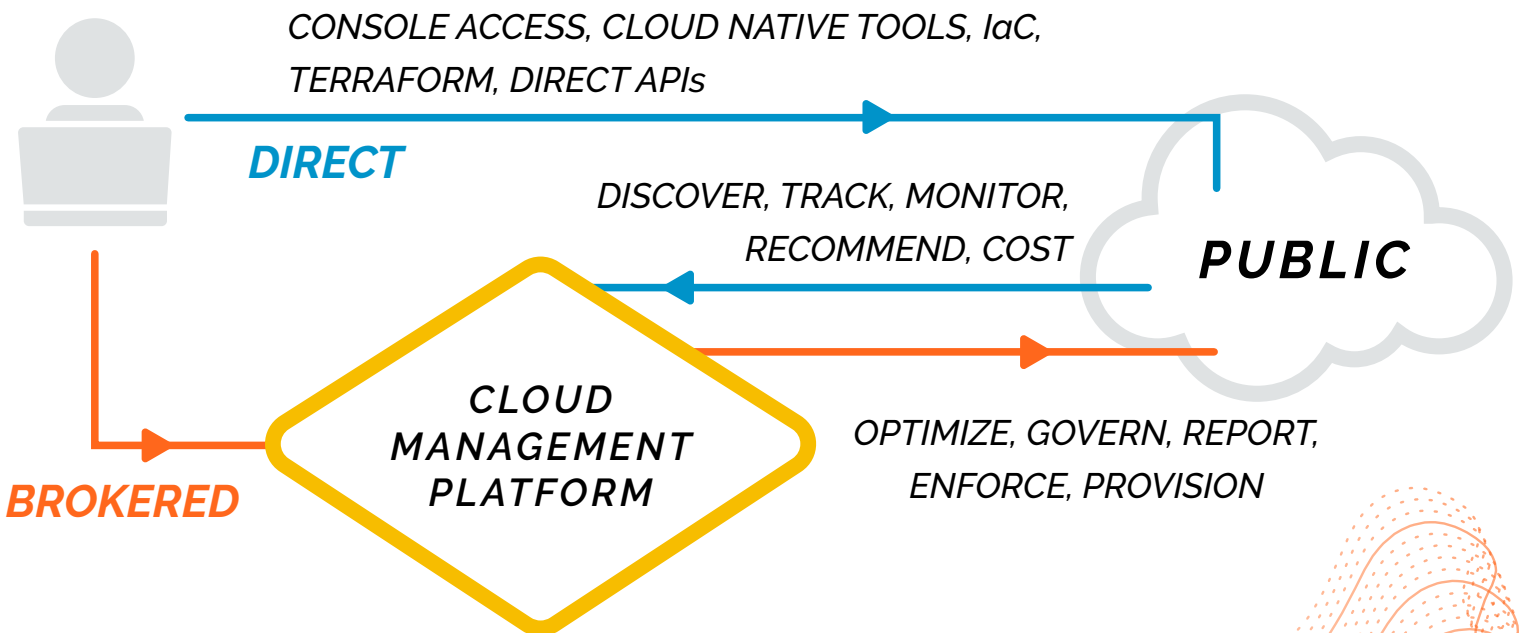 CONSOLE ACCESS, CLOUD NATIVE TOOLS, IaC,
TERRAFORM, DIRECT APIs
DIRECT
DISCOVER, TRACK, MONITOR,
RECOMMEND, COST
PUBLIC
CLOUD
MANAGEMENT
PLATFORM
OPTIMIZE, GOVERN, REPORT,
ENFORCE, PROVISION
BROKERED